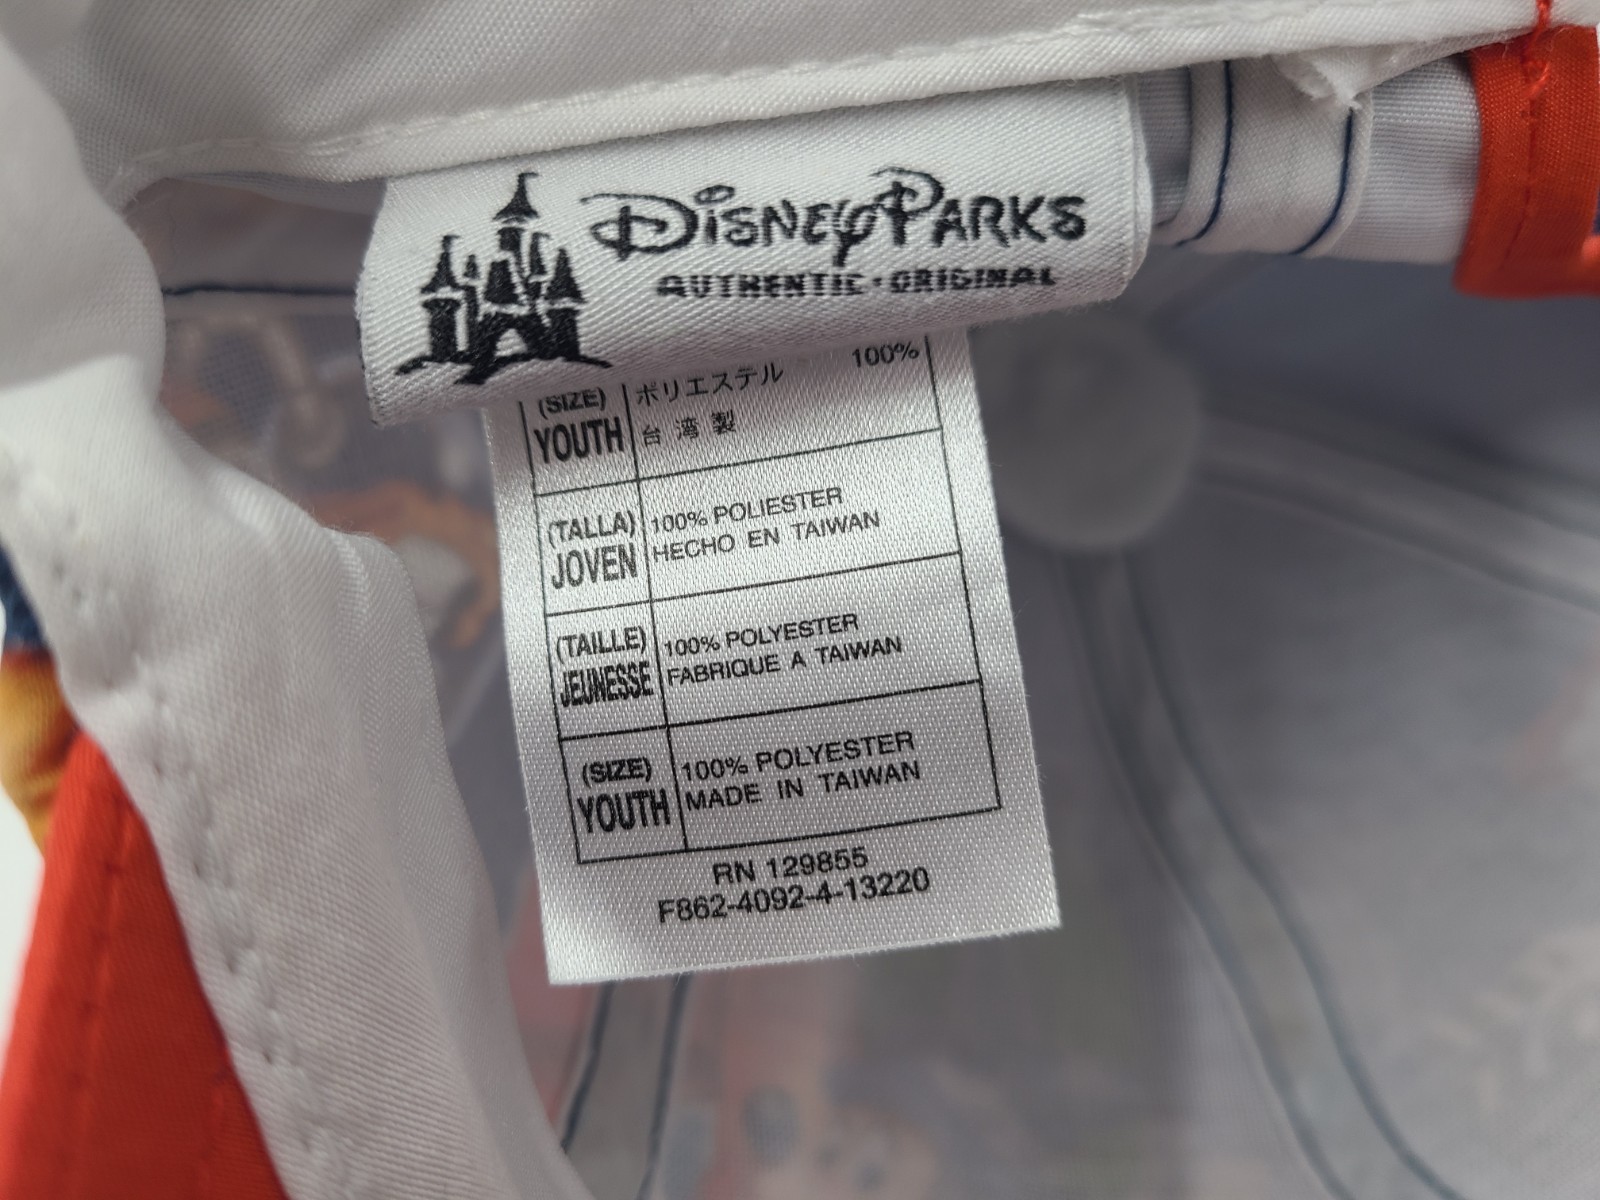 DISNEY PARKS
AUTHENTIC • ORIGINAL
(SIZE) ポリエステル 100%
YOUTH 台湾製
(TALLA) 100% POLIESTER
JOVEN HECHO EN TAIWAN
(TAILLE) 100% POLYESTER
JEUNESSE FABRIQUE A TAIWAN
(SIZE) 100% POLYESTER
YOUTH MADE IN TAIWAN
RN 129855
F862-4092-4-13220